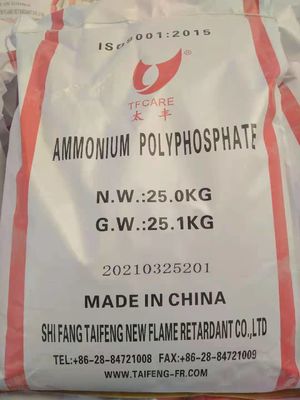 ISO9001:2015
®
TFCARE
太丰
AMMONIUM POLYPHOSPHATE
N.W.:25.0KG
G.W.:25.1KG
20210325201
MADE IN CHINA
SHI FANG TAIFENG NEW FLAME RETARDANT CO.,LTD
TEL:+86-28-84721008 FAX:+86-28-84721009
WWW.TAIFENG-FR.COM